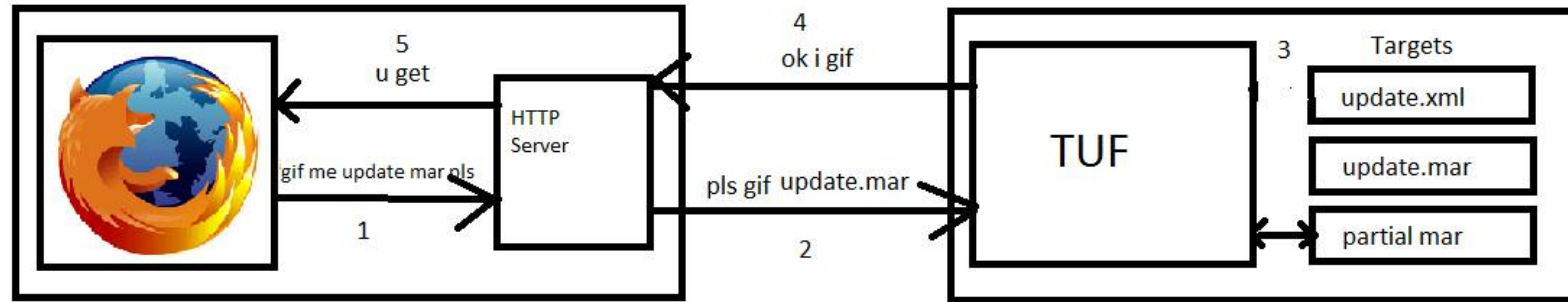 5
u get
HTTP
Server
'gif me update mar pls
1
4
ok i gif
pls gif update.mar
2
TUF
3
Targets
update.xml
update.mar
partial mar